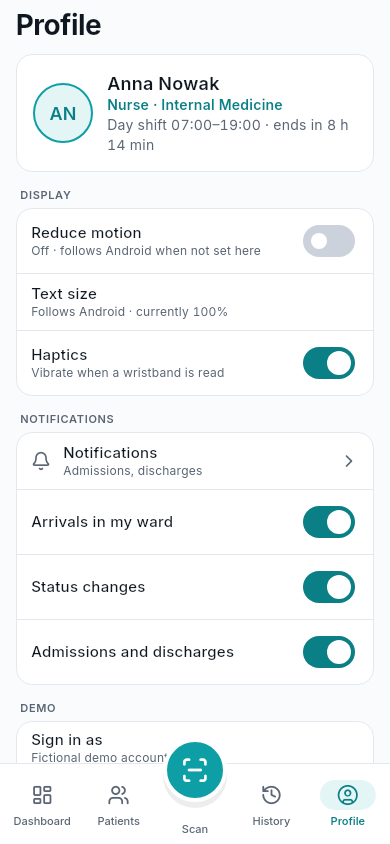 Profile
AN
Anna Nowak
Nurse · Internal Medicine
Day shift 07:00–19:00 · ends in 8 h
14 min
DISPLAY
Reduce motion
Off · follows Android when not set here
Text size
Follows Android · currently 100%
Haptics
Vibrate when a wristband is read
NOTIFICATIONS
Notifications
Admissions, discharges
Arrivals in my ward
Status changes
Admissions and discharges
DEMO
Sign in as
Fictional demo account
Dashboard
Patients
Scan
History
Profile